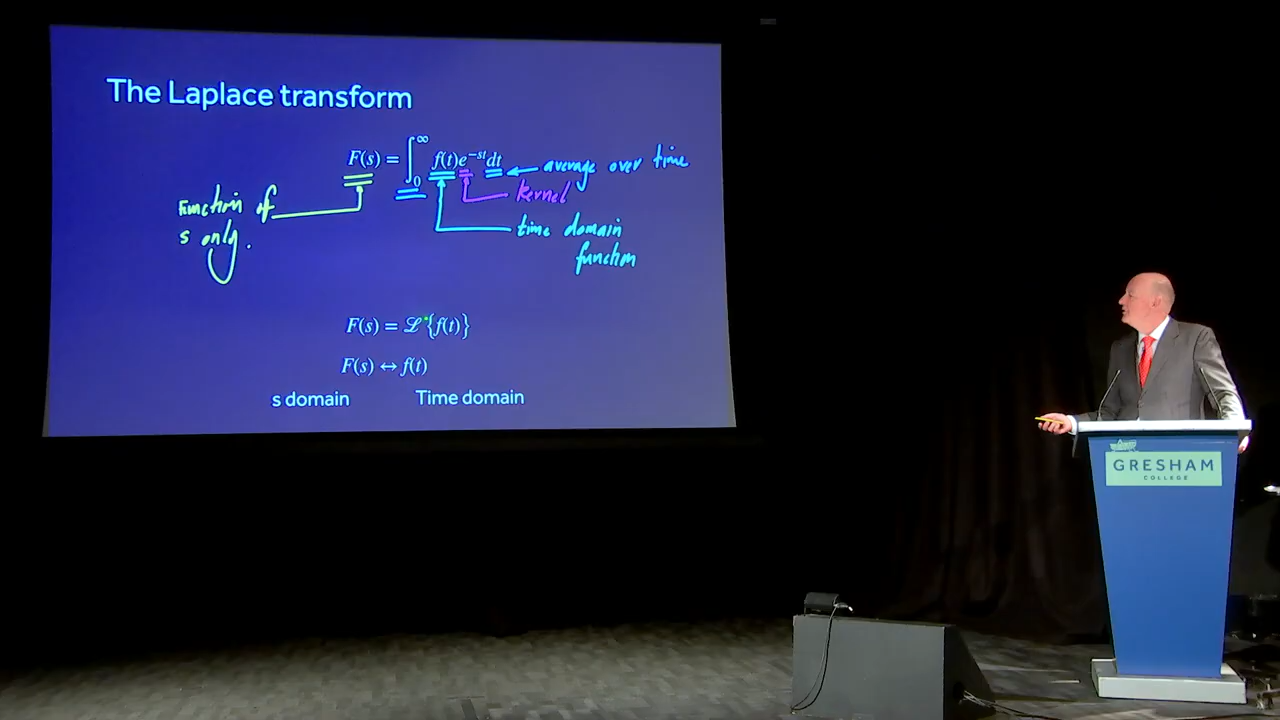 The Laplace transform
F(s) = ∫₀^∞ f(t)e^{-st}dt
average over time
kernel
Function of
s only.
time domain
function
F(s) = ℒ{f(t)}
F(s) ↔ f(t)
s domain Time domain
GRESHAM
COLLEGE